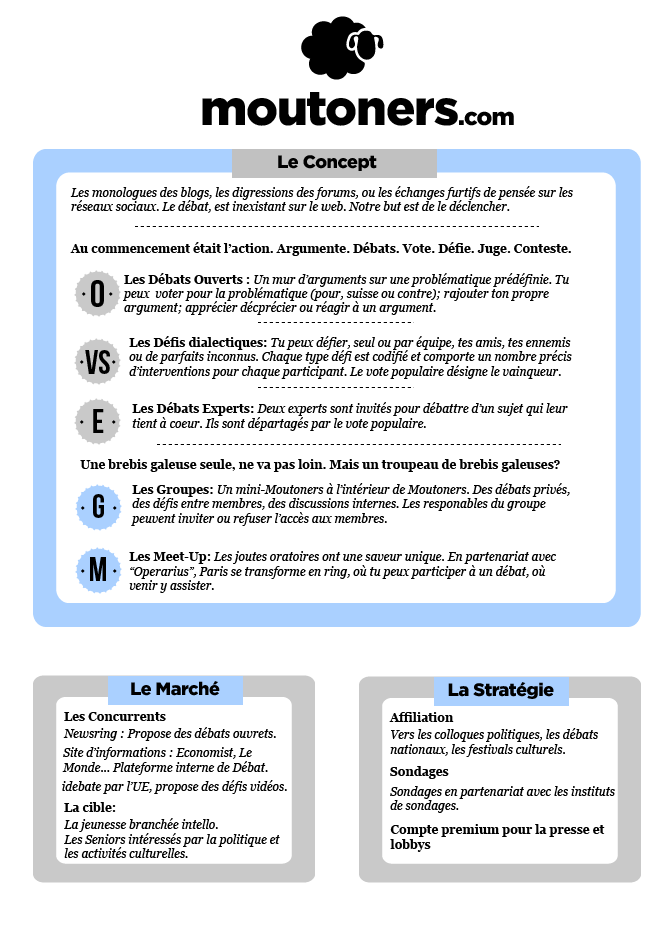 moutoners.com
Le Concept
Les monologues des blogs, les digressions des forums, ou les échanges furtifs de pensée sur les
réseaux sociaux. Le débat, est inexistant sur le web. Notre but est de le déclencher.
Au commencement était l'action. Argumente. Débats. Vote. Défie. Juge. Conteste.
O
Les Débats Ouverts : Un mur d'arguments sur une problématique prédéfinie. Tu
peux voter pour la problématique (pour, suisse ou contre); rajouter ton propre
argument; apprécier décprécier ou réagir à un argument.
VS
Les Défis dialectiques: Tu peux défier, seul ou par équipe, tes amis, tes ennemis
ou de parfaits inconnus. Chaque type défi est codifié et comporte un nombre précis
d'interventions pour chaque participant. Le vote populaire désigne le vainqueur.
E
Les Débats Experts: Deux experts sont invités pour débattre d'un sujet qui leur
tient à coeur. Ils sont départagés par le vote populaire.
Une brebis galeuse seule, ne va pas loin. Mais un troupeau de brebis galeuses?
G
Les Groupes: Un mini-Moutoners à l'intérieur de Moutoners. Des débats privés,
des défis entre membres, des discussions internes. Les responables du groupe
peuvent inviter ou refuser l'accès aux membres.
M
Les Meet-Up: Les joutes oratoires ont une saveur unique. En partenariat avec
"Operarius", Paris se transforme en ring, où tu peux participer à un débat, où
venir y assister.
Le Marché
Les Concurrents
Newsring : Propose des débats ouvrets.
Site d'informations : Economist, Le
Monde... Plateforme interne de Débat.
idebate par l'UE, propose des défis vidéos.
La cible:
La jeunesse branchée intello.
Les Seniors intéressés par la politique et
les activités culturelles.
La Stratégie
Affiliation
Vers les colloques politiques, les débats
nationaux, les festivals culturels.
Sondages
Sondages en partenariat avec les instituts
de sondages.
Compte premium pour la presse et
lobbys